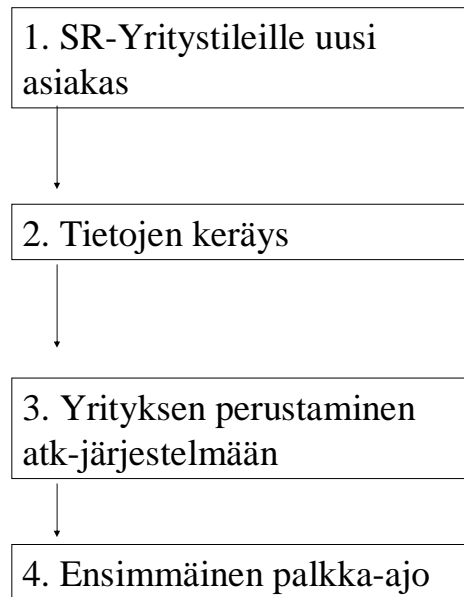 1. SR-Yritystileille uusi
asiakas
2. Tietojen keräys
3. Yrityksen perustaminen
atk-järjestelmään
4. Ensimmäinen palkka-ajo